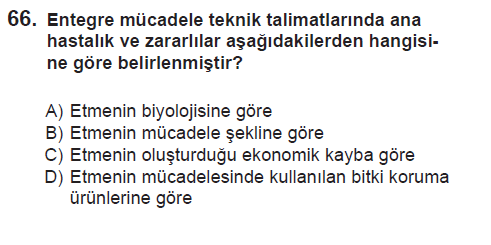 66. Entegre mücadele teknik talimatlarında ana
hastalık ve zararlılar aşağıdakilerden hangisi-
ne göre belirlenmiştir?
A) Etmenin biyolojisine göre
B) Etmenin mücadele şekline göre
C) Etmenin oluşturduğu ekonomik kayba göre
D) Etmenin mücadelesinde kullanılan bitki koruma
ürünlerine göre